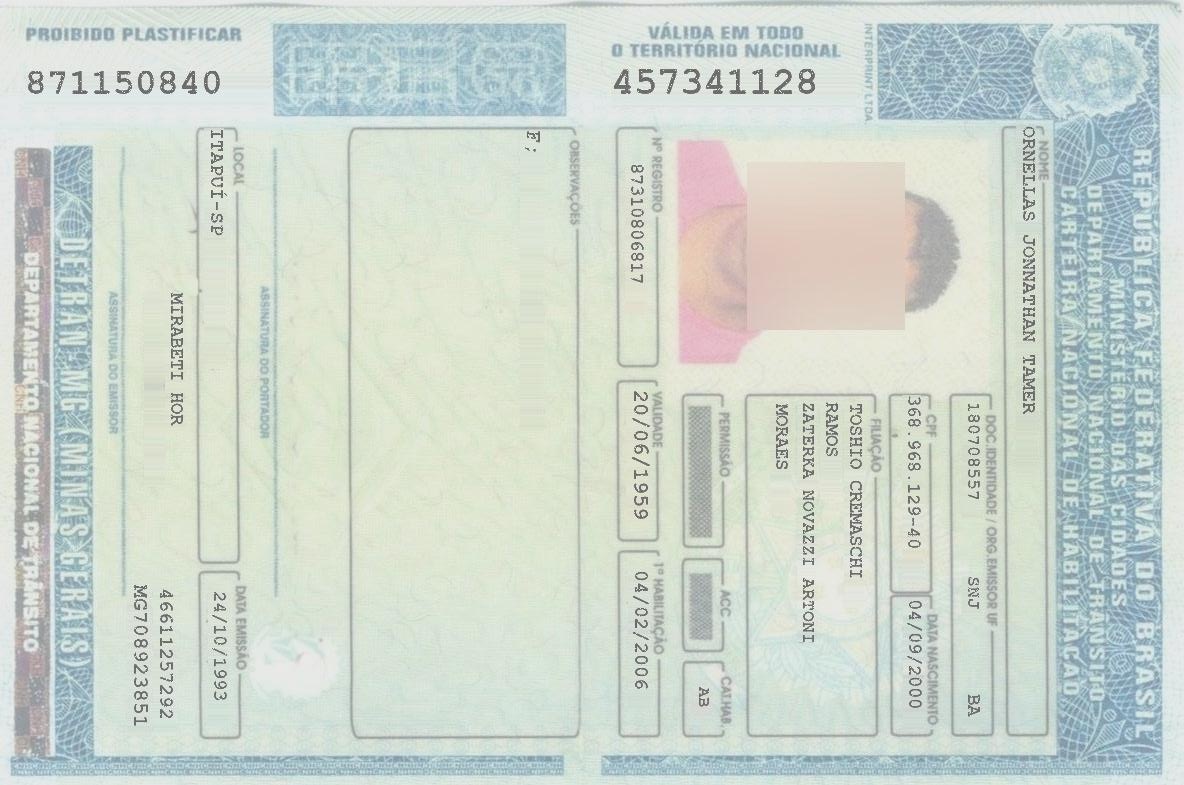 REPÚBLICA FEDERATIVA DO BRASIL
MINISTÉRIO DAS CIDADES
DEPARTAMENTO NACIONAL DE TRÂNSITO
NOME
ORNELLAS JONNATHAN TAMER
DOC. IDENTIDADE / ORG. EMISSOR UF
180708557 SNJ BA
CPF
368.968.129-40
DATA NASCIMENTO
04/09/2000
FILIAÇÃO
TOSHIO CREMASCHI
RAMOS
ZATERKA NOVAZZI ARTONI
MORAES
PERMISSÃO
ACC
CAT.HAB.
AB
Nº REGISTRO
87310806817
VALIDADE
20/06/1959
1ª HABILITAÇÃO
04/02/2006
VÁLIDA EM TODO
O TERRITÓRIO NACIONAL
457341128
INTERPRINT LTDA.
OBSERVAÇÕES
F;
ASSINATURA DO PORTADOR
LOCAL
ITAPUÍ-SP
DATA EMISSÃO
24/10/1993
MIRABETI HOR
46611257292
MG708923851
ASSINATURA DO EMISSOR
DETRAN MG (MINAS GERAIS)
DEPARTAMENTO NACIONAL DE TRÂNSITO
PROIBIDO PLASTIFICAR
871150840